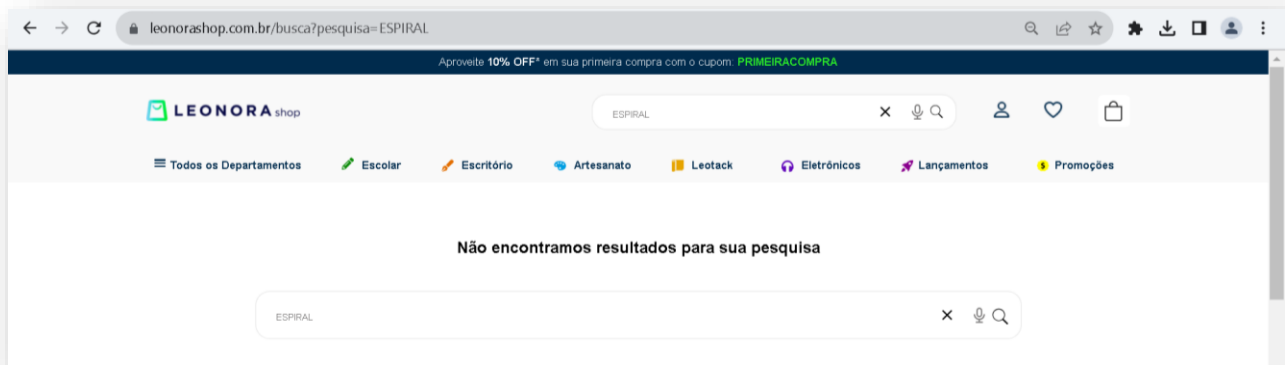 leonorashop.com.br/busca?pesquisa=ESPIRAL
Aproveite 10% OFF* em sua primeira compra com o cupom: PRIMEIRACOMPRA
LEONORA shop
ESPIRAL
Todos os Departamentos Escolar Escritório Artesanato Leotack Eletrônicos Lançamentos $ Promoções
Não encontramos resultados para sua pesquisa
ESPIRAL